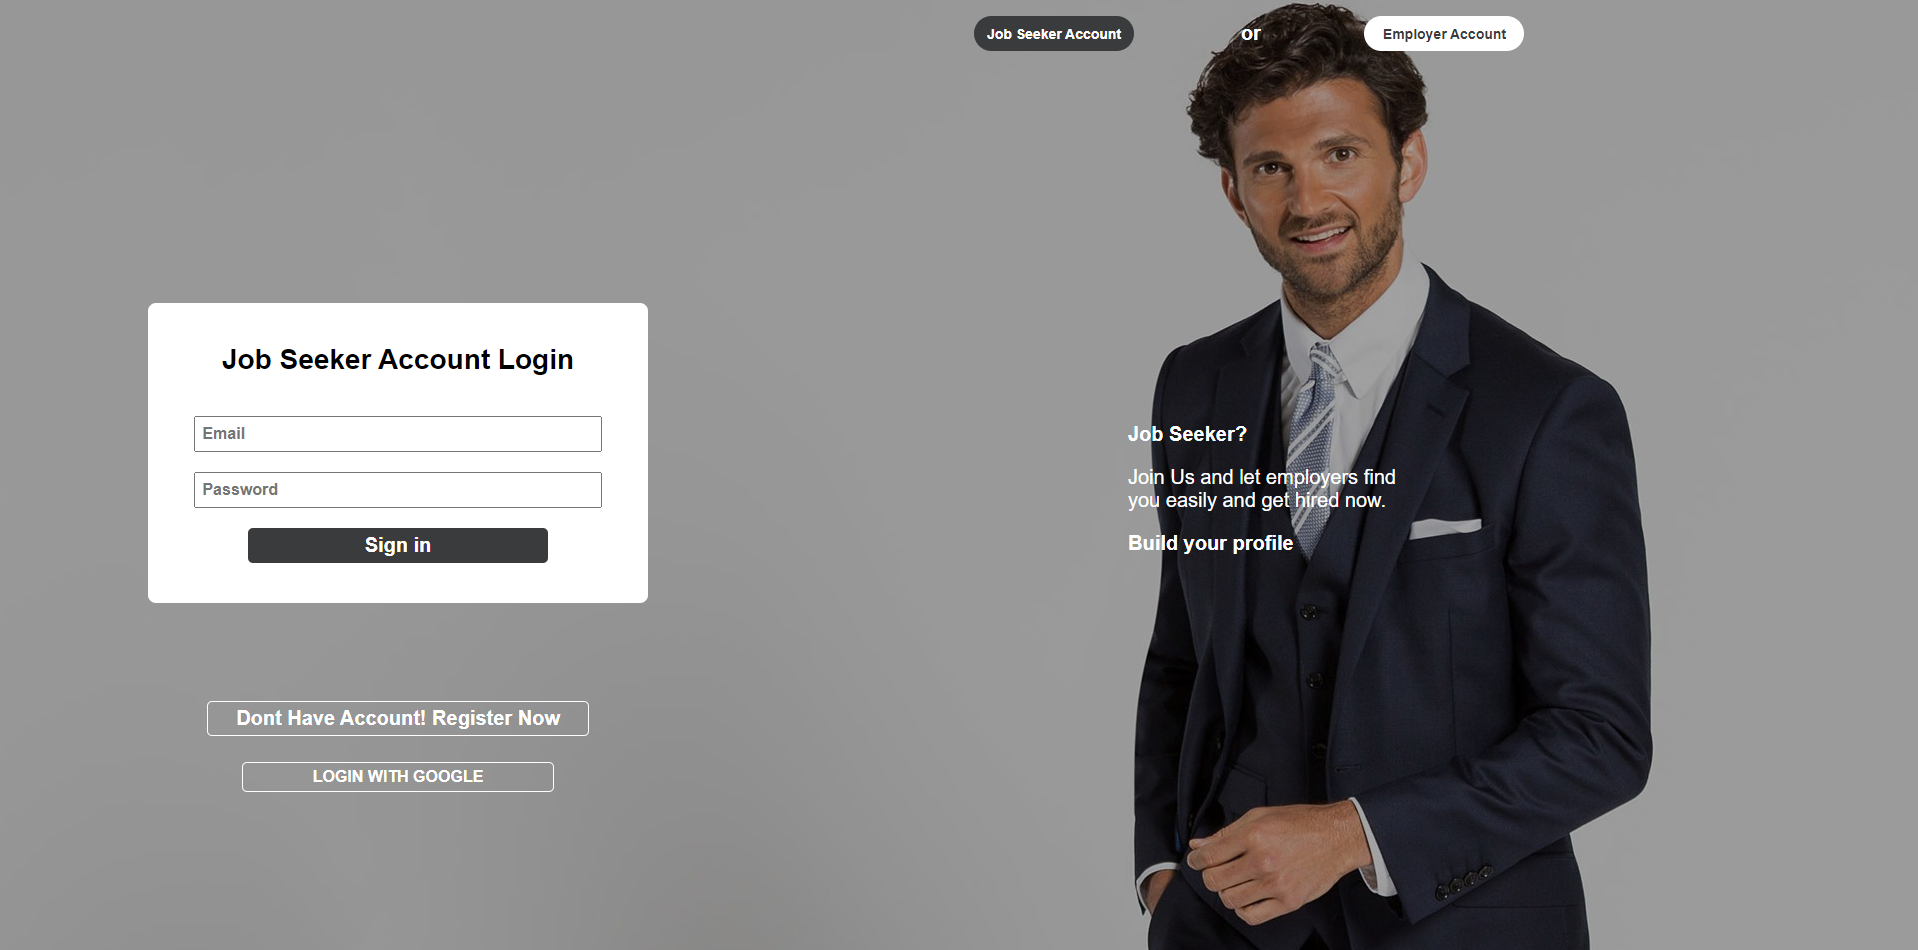 Job Seeker Account
or
Employer Account
Job Seeker Account Login
Email
Password
Sign in
Dont Have Account! Register Now
LOGIN WITH GOOGLE
Job Seeker?
Join Us and let employers find
you easily and get hired now.
Build your profile